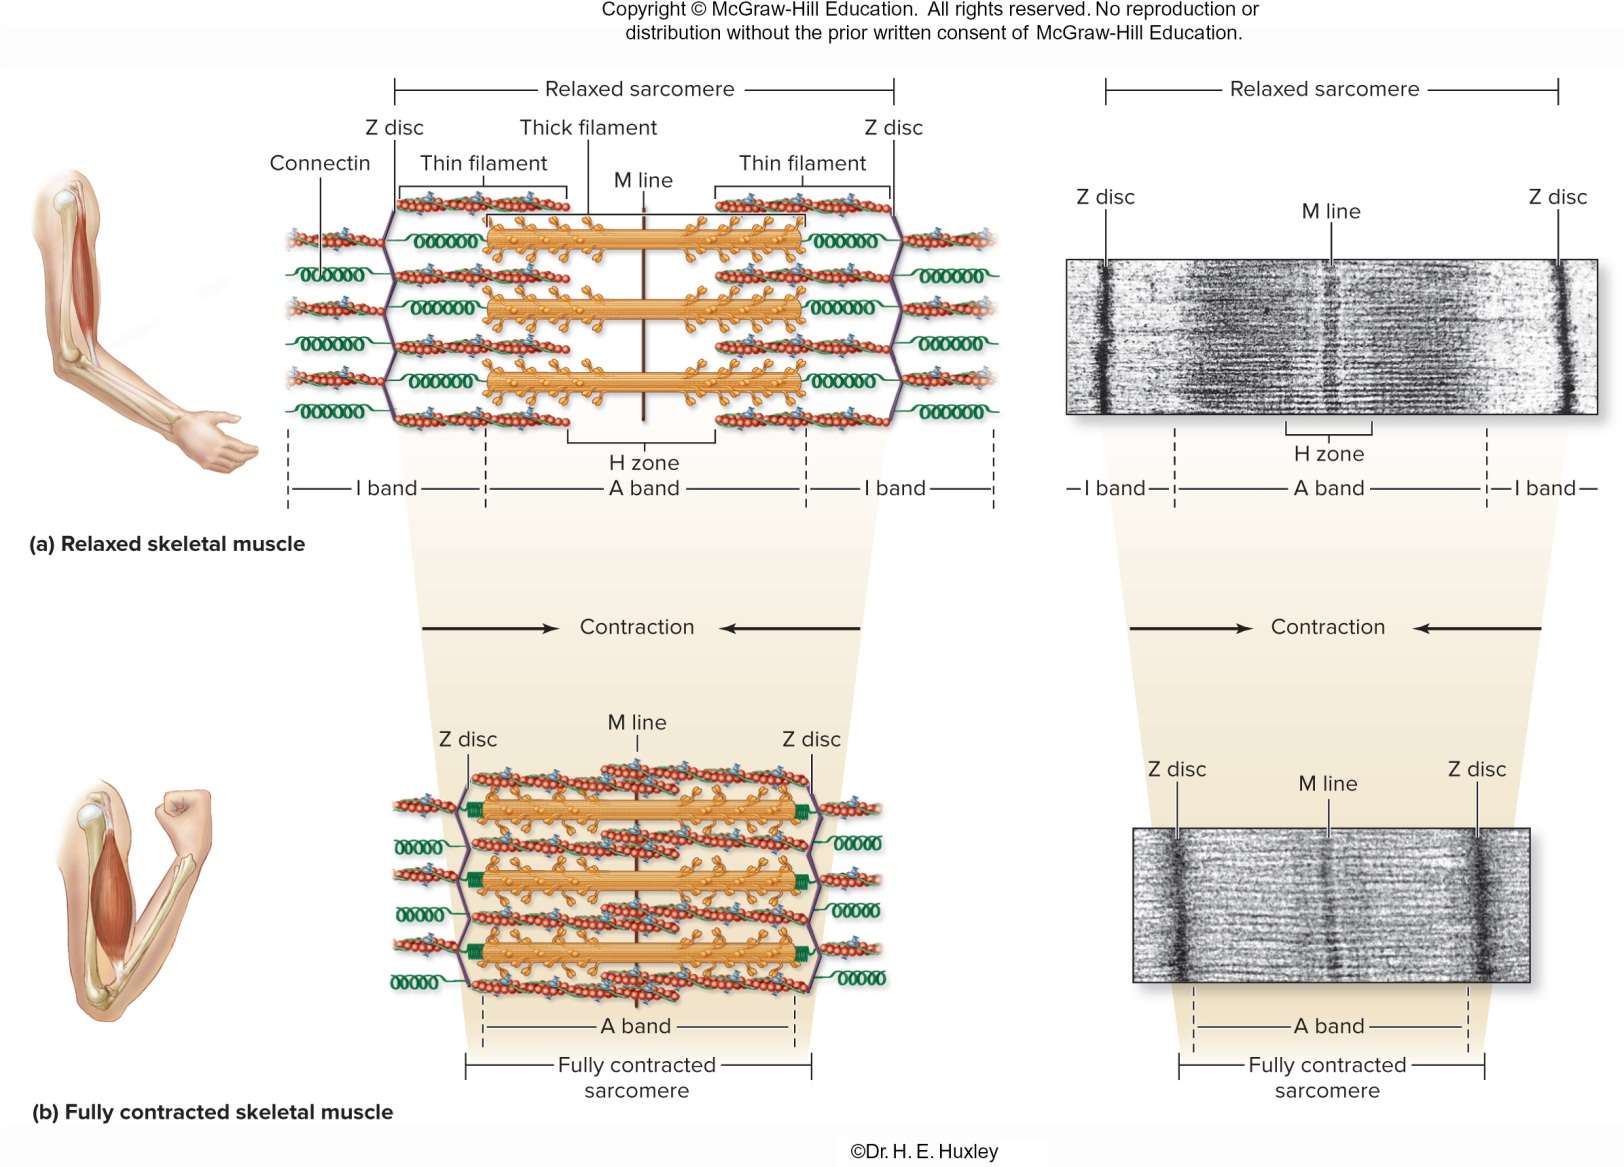 Copyright © McGraw-Hill Education. All rights reserved. No reproduction or
distribution without the prior written consent of McGraw-Hill Education.
Relaxed sarcomere
Z disc
Thick filament
Z disc
Connectin
Thin filament
M line
Thin filament
H zone
I band
A band
I band
Relaxed sarcomere
Z disc
M line
Z disc
H zone
I band
A band
I band
(a) Relaxed skeletal muscle
Contraction
Contraction
M line
Z disc
Z disc
A band
Fully contracted
sarcomere
Z disc
M line
Z disc
A band
Fully contracted
sarcomere
(b) Fully contracted skeletal muscle
©Dr. H. E. Huxley